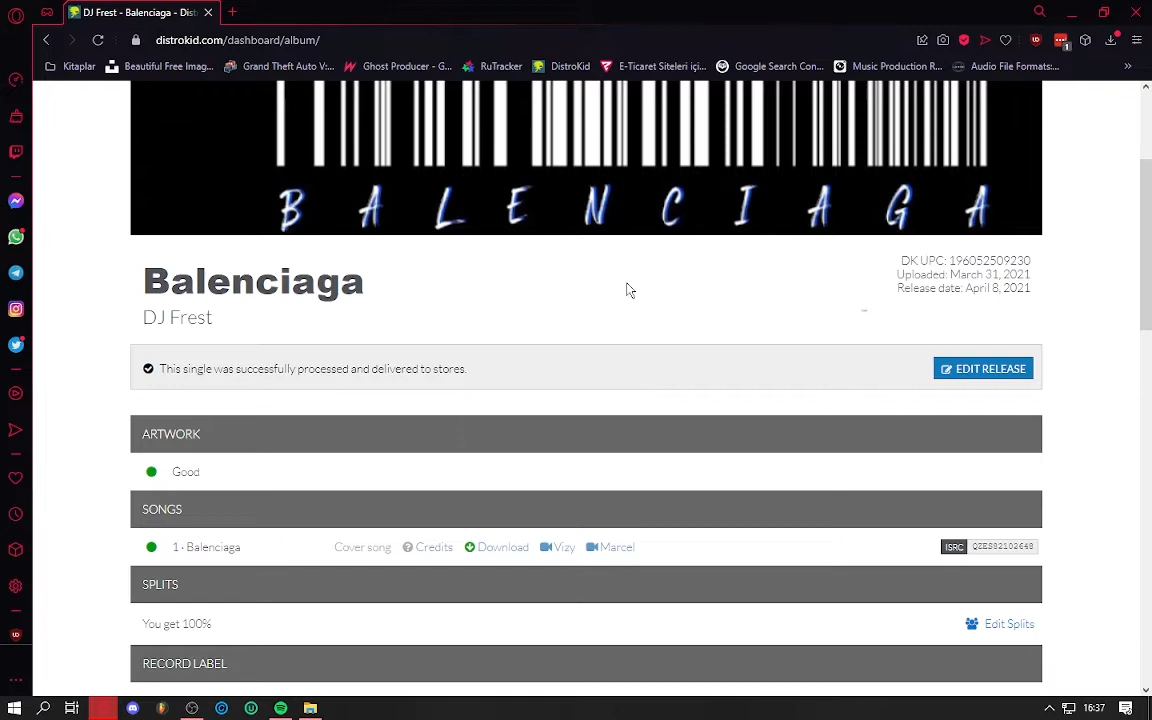 DJ Frest - Balenciaga - Dist
distrokid.com/dashboard/album/
1
Kitaplar
Beautiful Free Imag...
Grand Theft Auto V:...
Ghost Producer - G...
RuTracker
DistroKid
E-Ticaret Siteleri içi...
Google Search Con...
Music Production R...
Audio File Formats:...
»
BALENCIAGA
Balenciaga
DJ Frest
DK UPC: 196052509230
Uploaded: March 31, 2021
Release date: April 8, 2021
This single was successfully processed and delivered to stores.
EDIT RELEASE
ARTWORK
Good
SONGS
1 · Balenciaga
Cover song
Credits
Download
Vizy
Marcel
ISRC QZES82102648
SPLITS
You get 100%
Edit Splits
RECORD LABEL
16:37